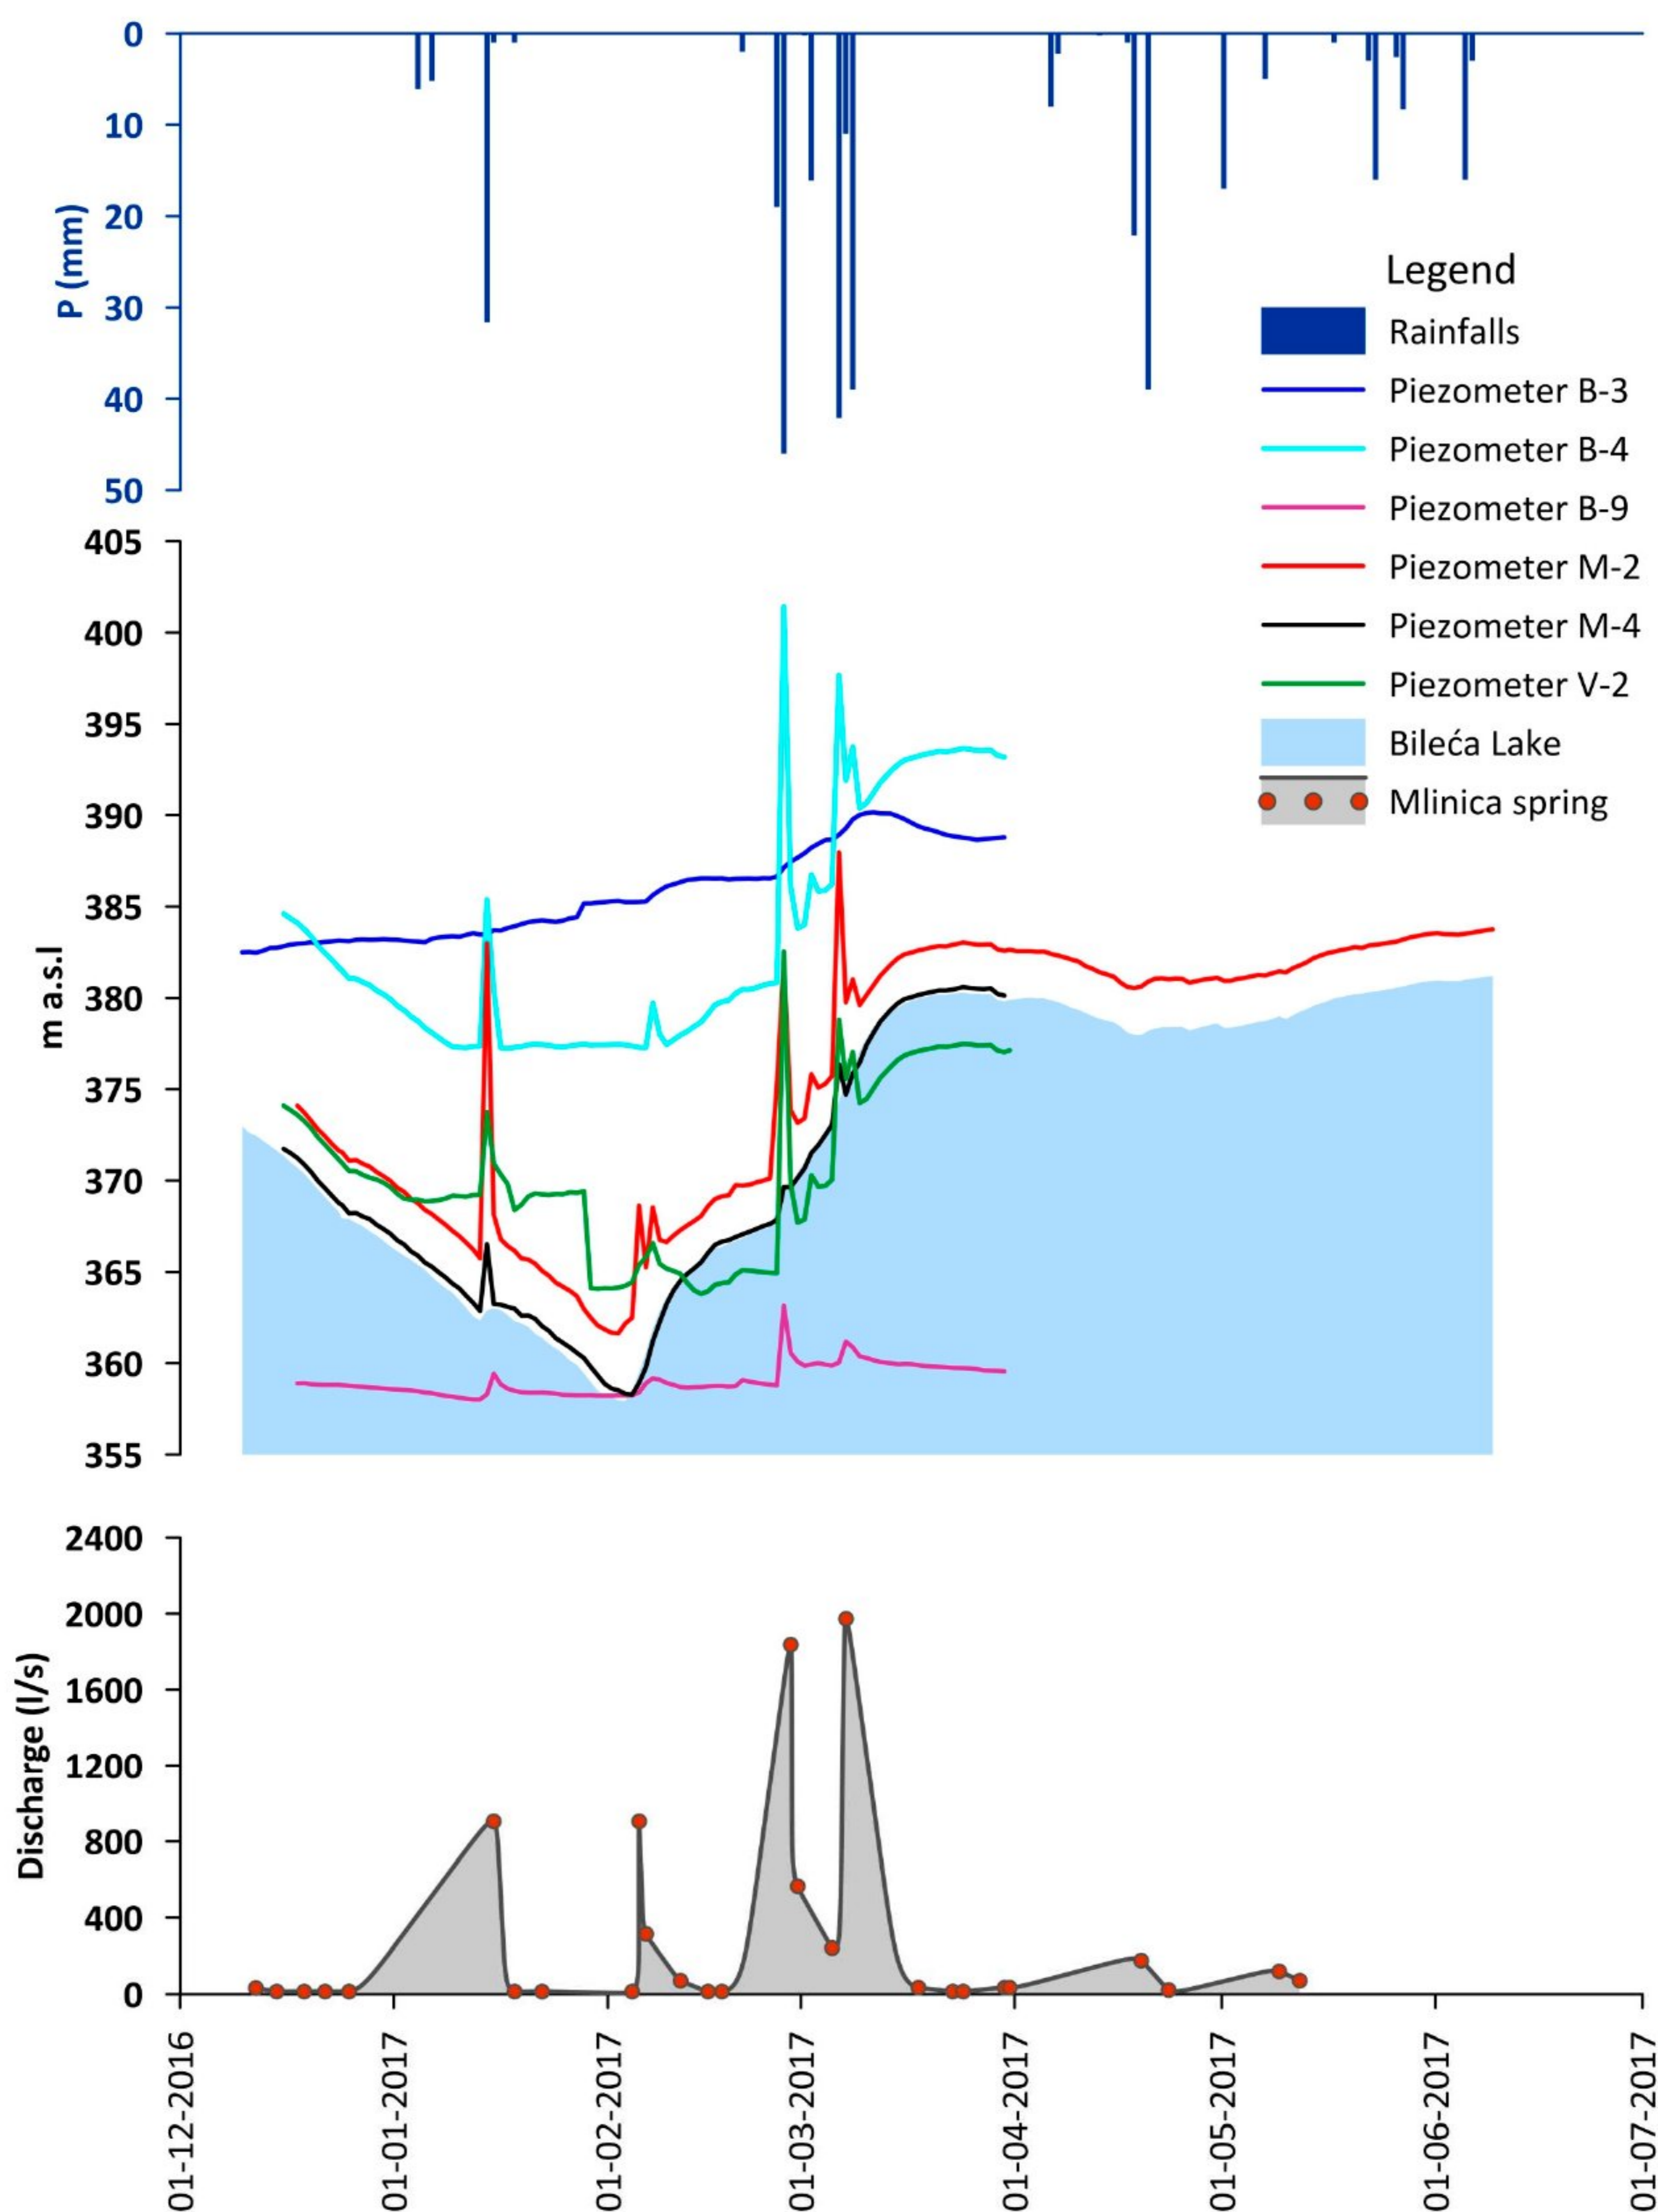 0
10
20
30
40
50
P (mm)
Legend
Rainfalls
Piezometer B-3
Piezometer B-4
Piezometer B-9
Piezometer M-2
Piezometer M-4
Piezometer V-2
Bileća Lake
Mlinica spring
405
400
395
390
385
380
375
370
365
360
355
m a.s.l
2400
2000
1600
1200
800
400
0
Discharge (l/s)
01-12-2016
01-01-2017
01-02-2017
01-03-2017
01-04-2017
01-05-2017
01-06-2017
01-07-2017